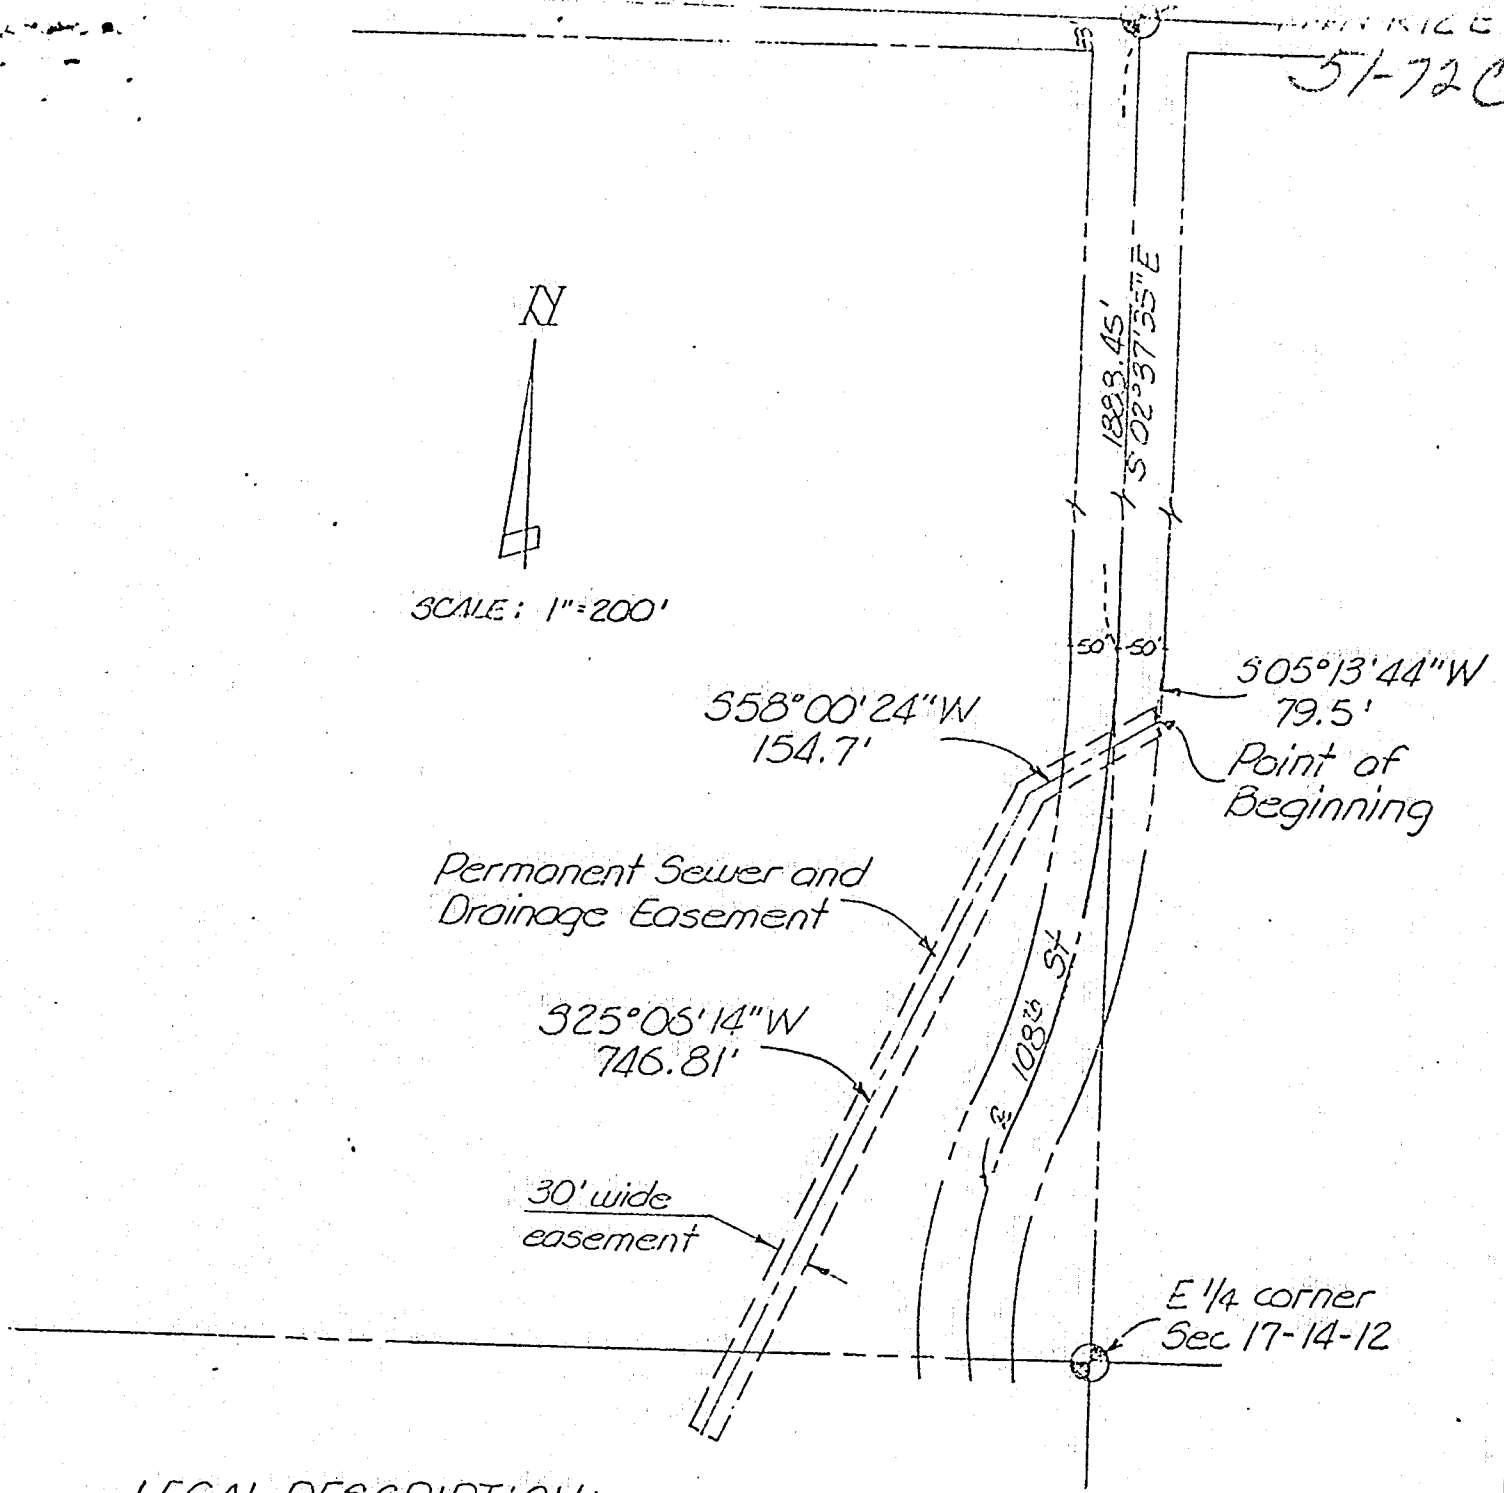 51-72C
33'
N
1883.45'
S 02°37'35"E
SCALE: 1"=200'
50' 50'
S05°13'44"W
79.5'
S58°00'24"W
154.7'
Point of
Beginning
Permanent Sewer and
Drainage Easement
108th St
S25°05'14"W
746.81'
30' wide
easement
E 1/4 corner
Sec 17-14-12
LEGAL DESCRIPTION: